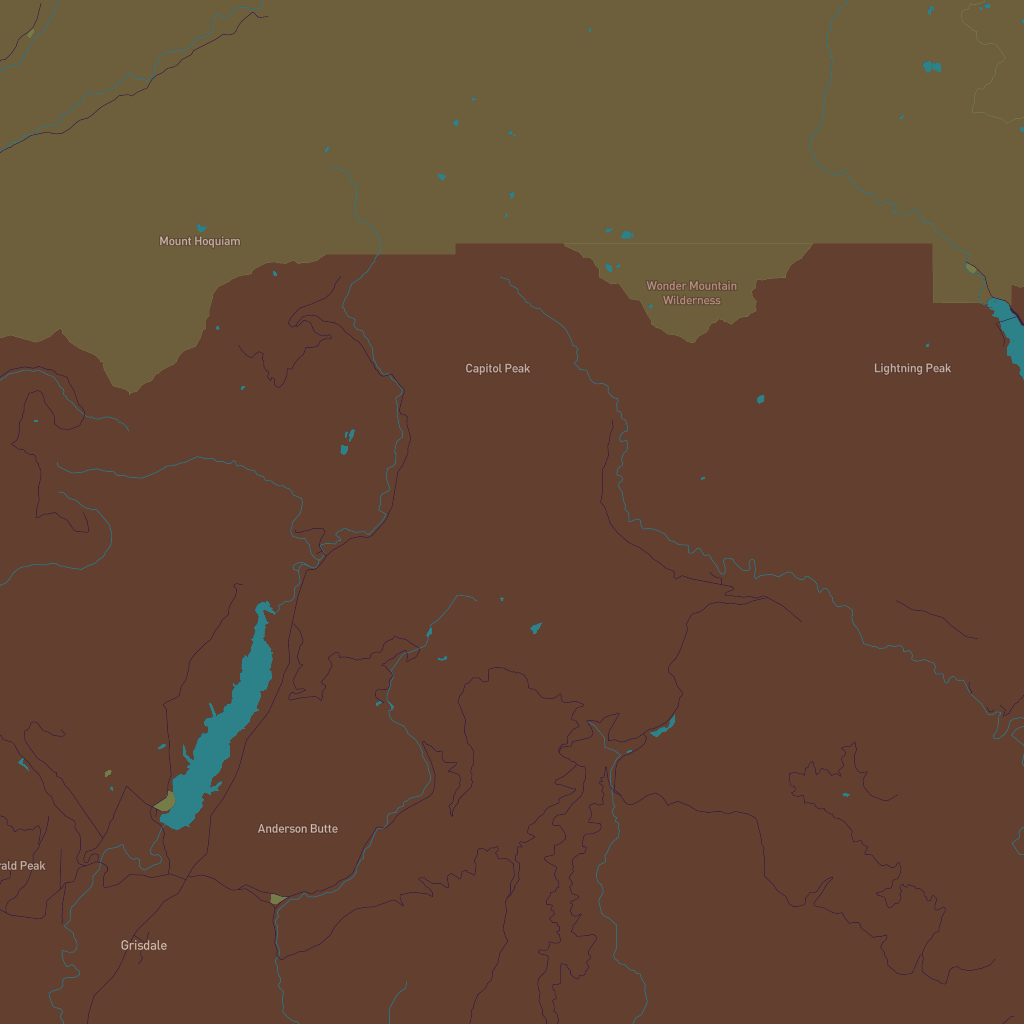 Mount Hoquiam
Wonder Mountain
Wilderness
Capitol Peak
Lightning Peak
Anderson Butte
rald Peak
Grisdale